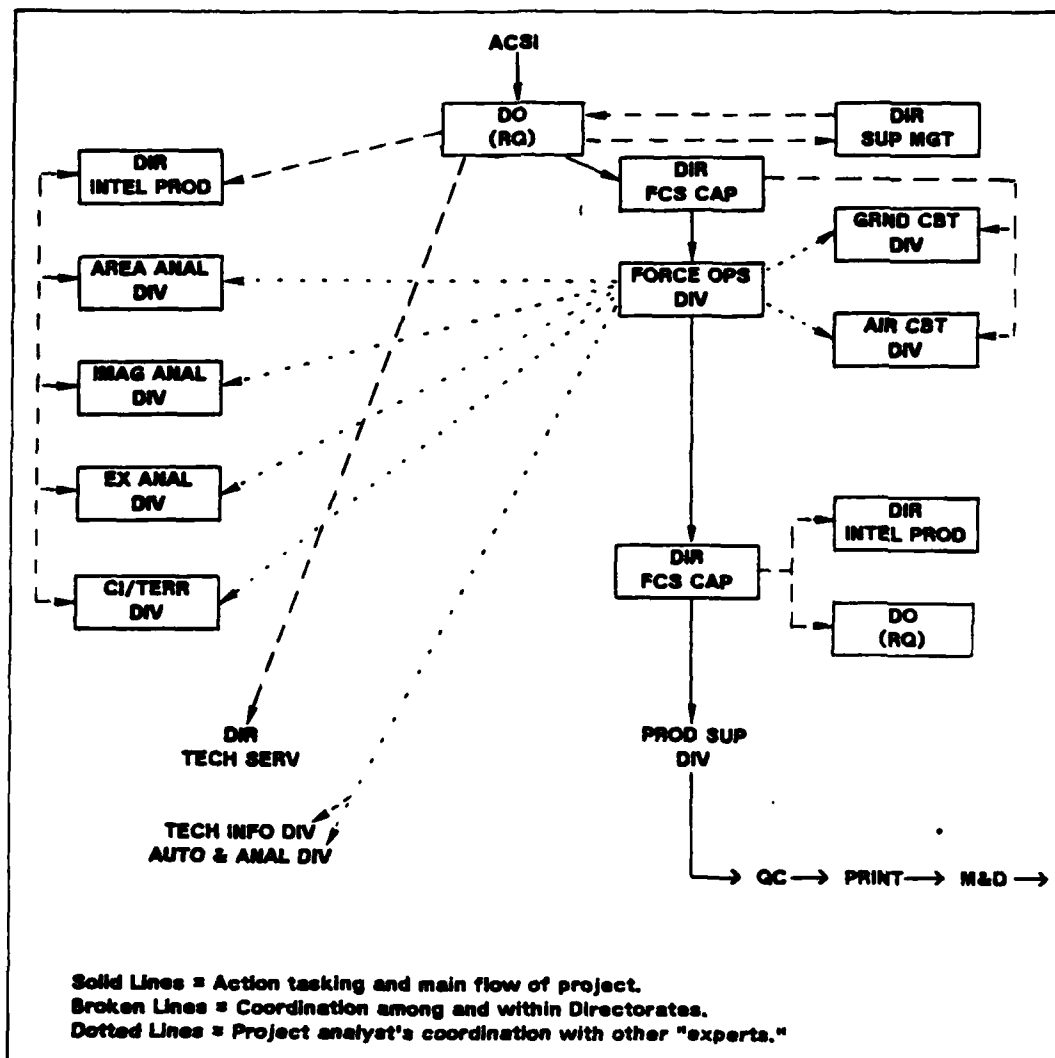 ACSI
DO
(RQ)
DIR
SUP MGT
DIR
INTEL PROD
DIR
FCS CAP
GRND CBT
DIV
AREA ANAL
DIV
FORCE OPS
DIV
AIR CBT
DIV
IMAG ANAL
DIV
EX ANAL
DIV
DIR
INTEL PROD
DIR
FCS CAP
CI/TERR
DIV
DO
(RQ)
DIR
TECH SERV
PROD SUP
DIV
TECH INFO DIV
AUTO & ANAL DIV
QC PRINT M&D
Solid Lines = Action tasking and main flow of project.
Broken Lines = Coordination among and within Directorates.
Dotted Lines = Project analyst's coordination with other "experts."